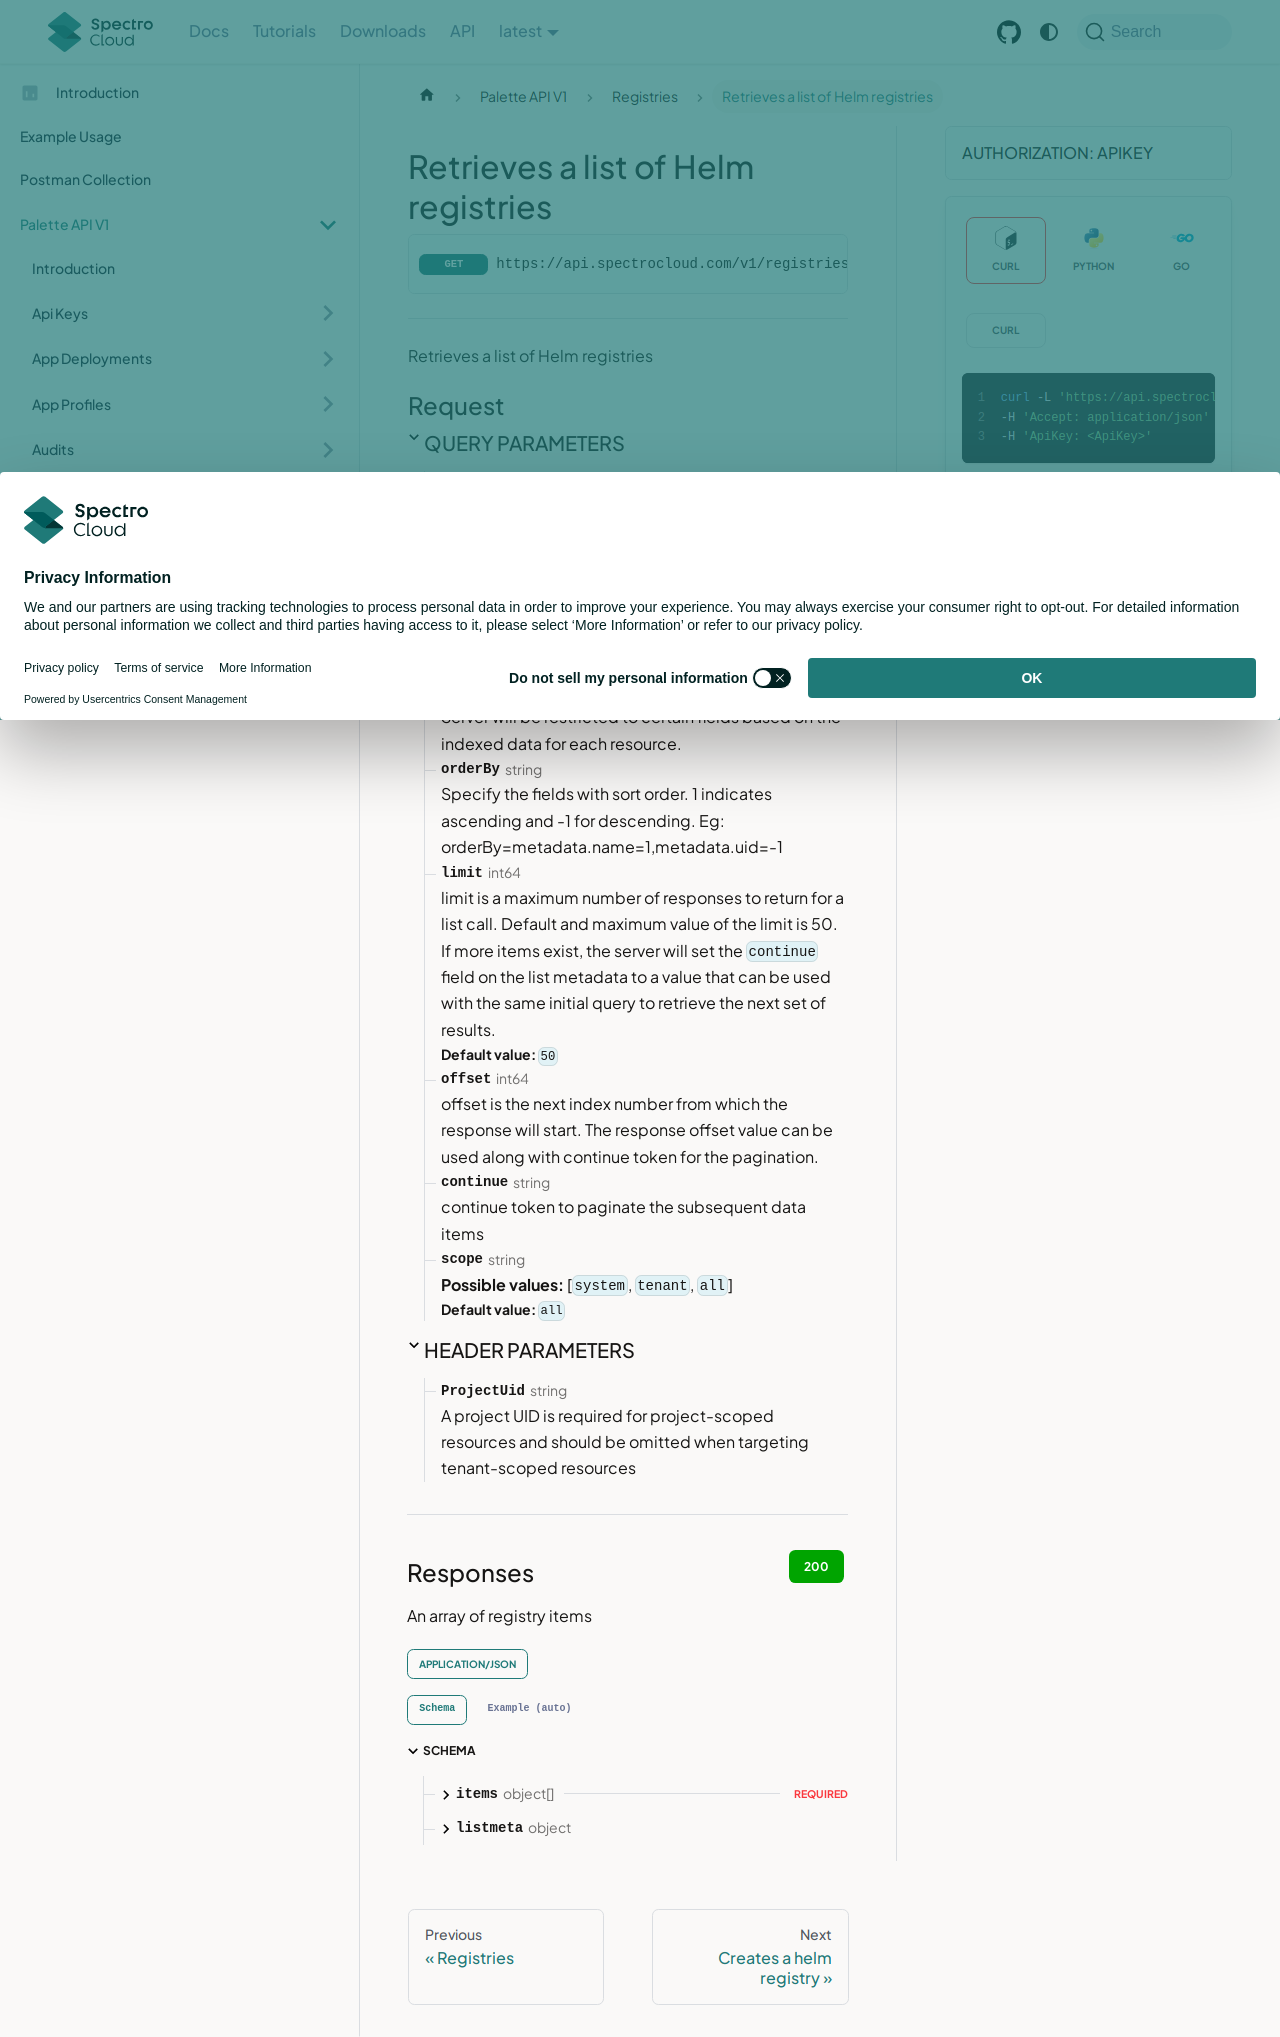 Spectro Cloud
Docs
Tutorials
Downloads
API
latest
Search
Introduction
Example Usage
Postman Collection
Palette API V1
Introduction
Api Keys
App Deployments
App Profiles
Audits
Palette API V1
Registries
Retrieves a list of Helm registries
Retrieves a list of Helm
registries
GET
https://api.spectrocloud.com/v1/registries
Retrieves a list of Helm registries
Request
QUERY PARAMETERS
AUTHORIZATION: APIKEY
CURL
PYTHON
GO
CURL
1 curl -L 'https://api.spectrocl
2 -H 'Accept: application/json'
3 -H 'ApiKey: <ApiKey>'
Spectro
Cloud
Privacy Information
We and our partners are using tracking technologies to process personal data in order to improve your experience. You may always exercise your consumer right to opt-out. For detailed information
about personal information we collect and third parties having access to it, please select ‘More Information’ or refer to our privacy policy.
Privacy policy
Terms of service
More Information
Powered by Usercentrics Consent Management
Do not sell my personal information
OK
Server will be restricted to certain fields based on the
indexed data for each resource.
orderBy string
Specify the fields with sort order. 1 indicates
ascending and -1 for descending. Eg:
orderBy=metadata.name=1,metadata.uid=-1
limit int64
limit is a maximum number of responses to return for a
list call. Default and maximum value of the limit is 50.
If more items exist, the server will set the continue
field on the list metadata to a value that can be used
with the same initial query to retrieve the next set of
results.
Default value: 50
offset int64
offset is the next index number from which the
response will start. The response offset value can be
used along with continue token for the pagination.
continue string
continue token to paginate the subsequent data
items
scope string
Possible values: [system, tenant, all]
Default value: all
HEADER PARAMETERS
ProjectUid string
A project UID is required for project-scoped
resources and should be omitted when targeting
tenant-scoped resources
Responses
200
An array of registry items
APPLICATION/JSON
Schema
Example (auto)
SCHEMA
items object[]
REQUIRED
listmeta object
Previous
« Registries
Next
Creates a helm
registry »